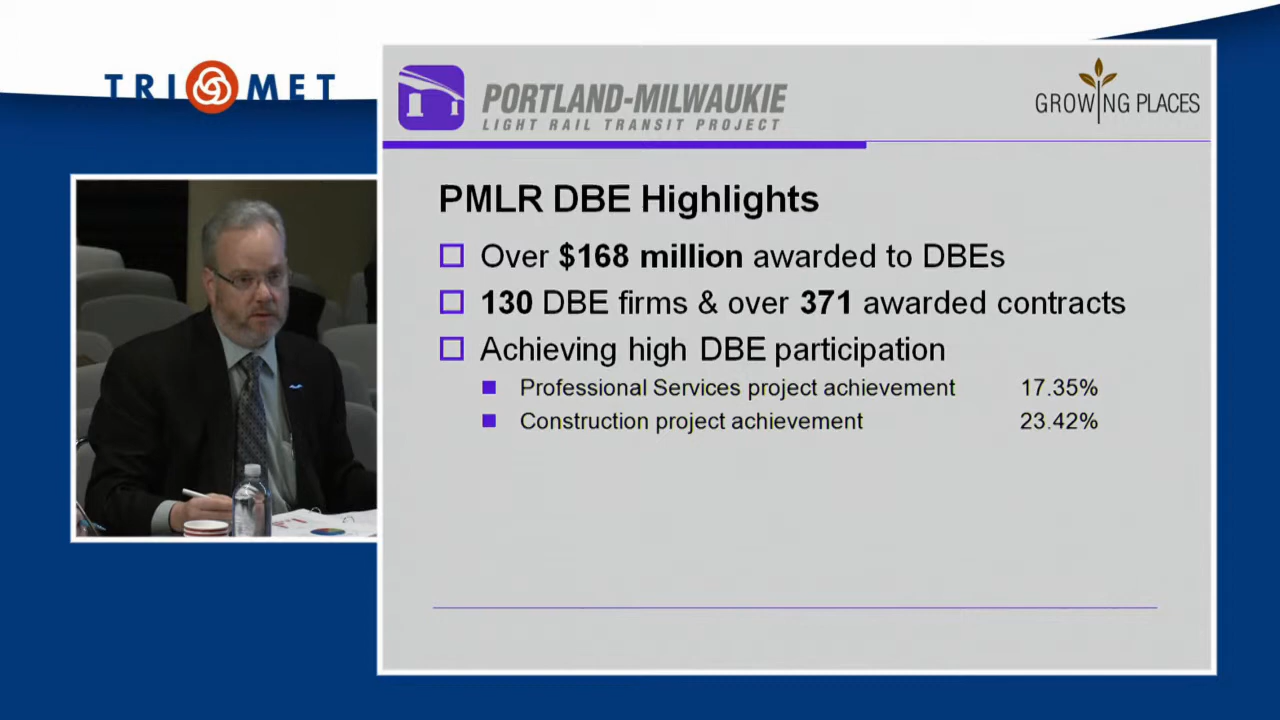 TRI MET
PORTLAND-MILWAUKIE
LIGHT RAIL TRANSIT PROJECT
GROWING PLACES
PMLR DBE Highlights
Over $168 million awarded to DBEs
130 DBE firms & over 371 awarded contracts
Achieving high DBE participation
Professional Services project achievement 17.35%
Construction project achievement 23.42%